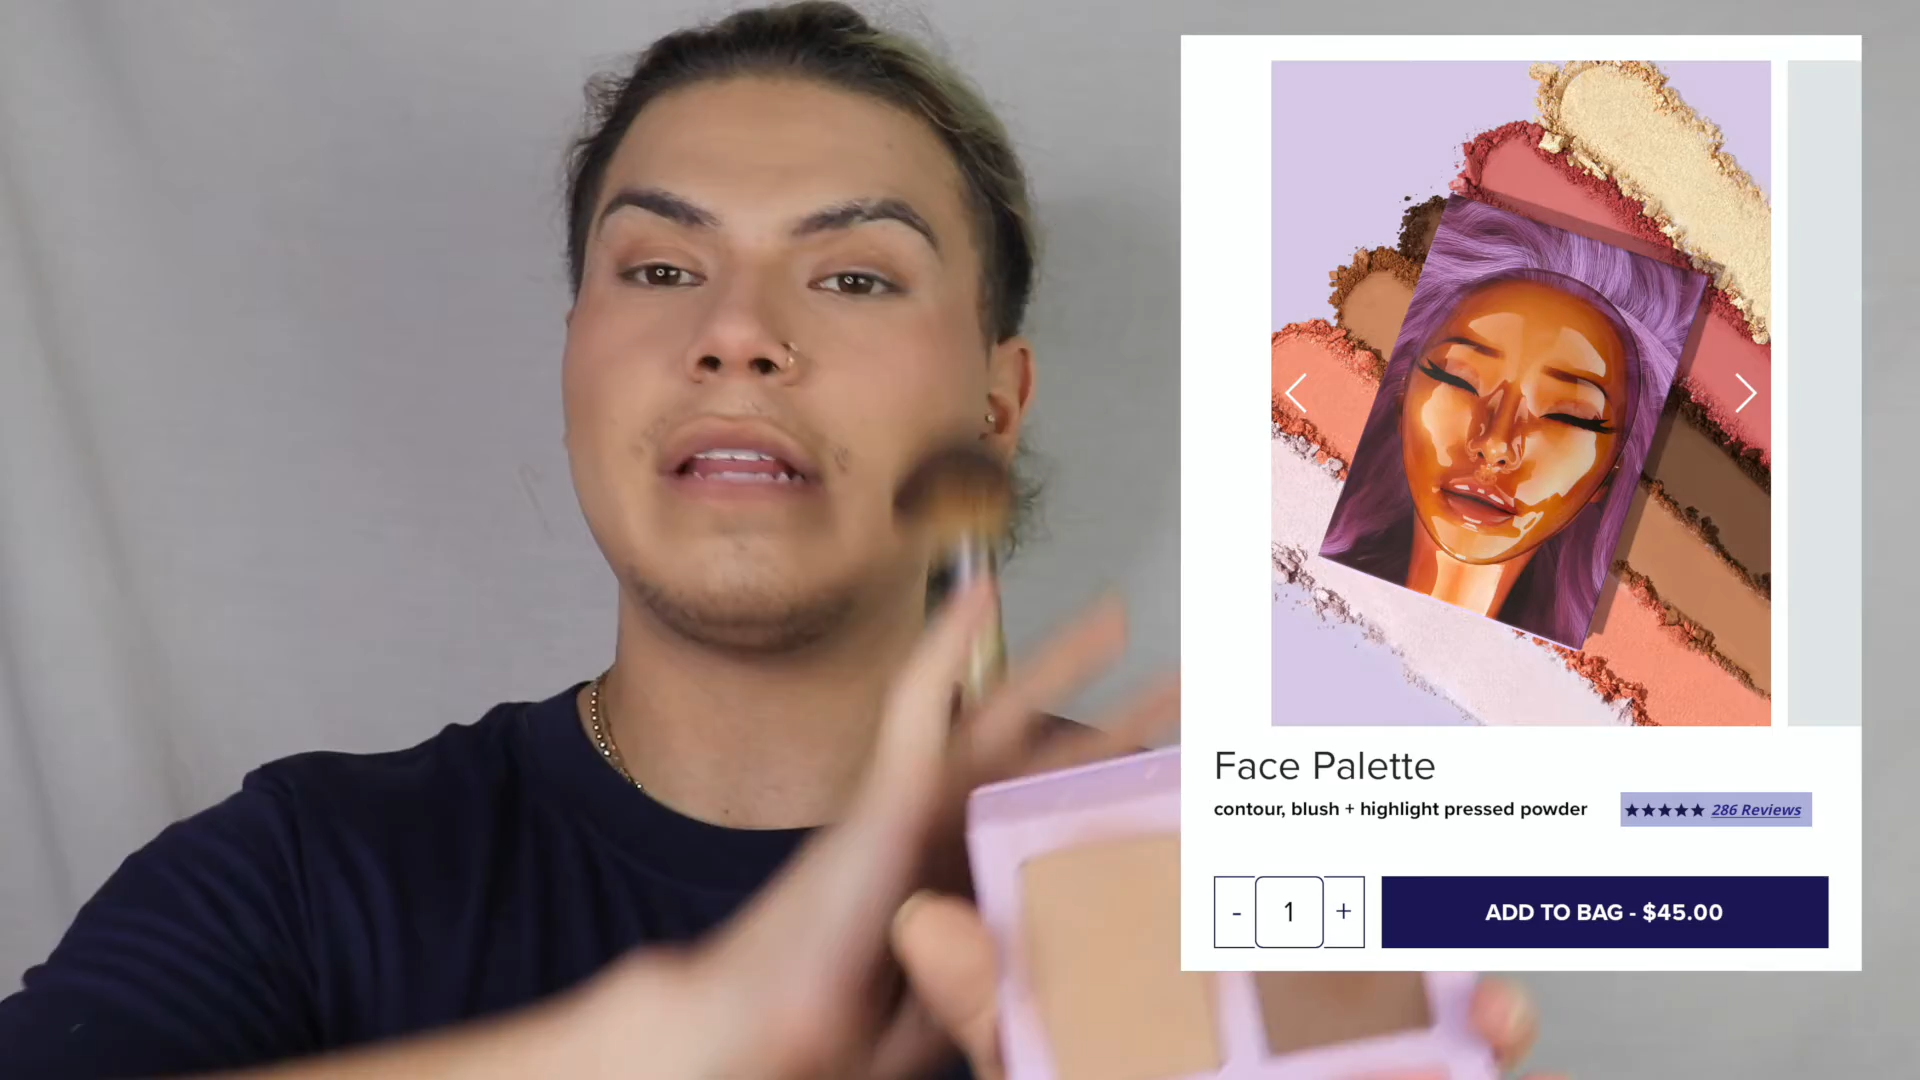 Face Palette
contour, blush + highlight pressed powder
★★★★★ 286 Reviews
- 1 +
ADD TO BAG - $45.00